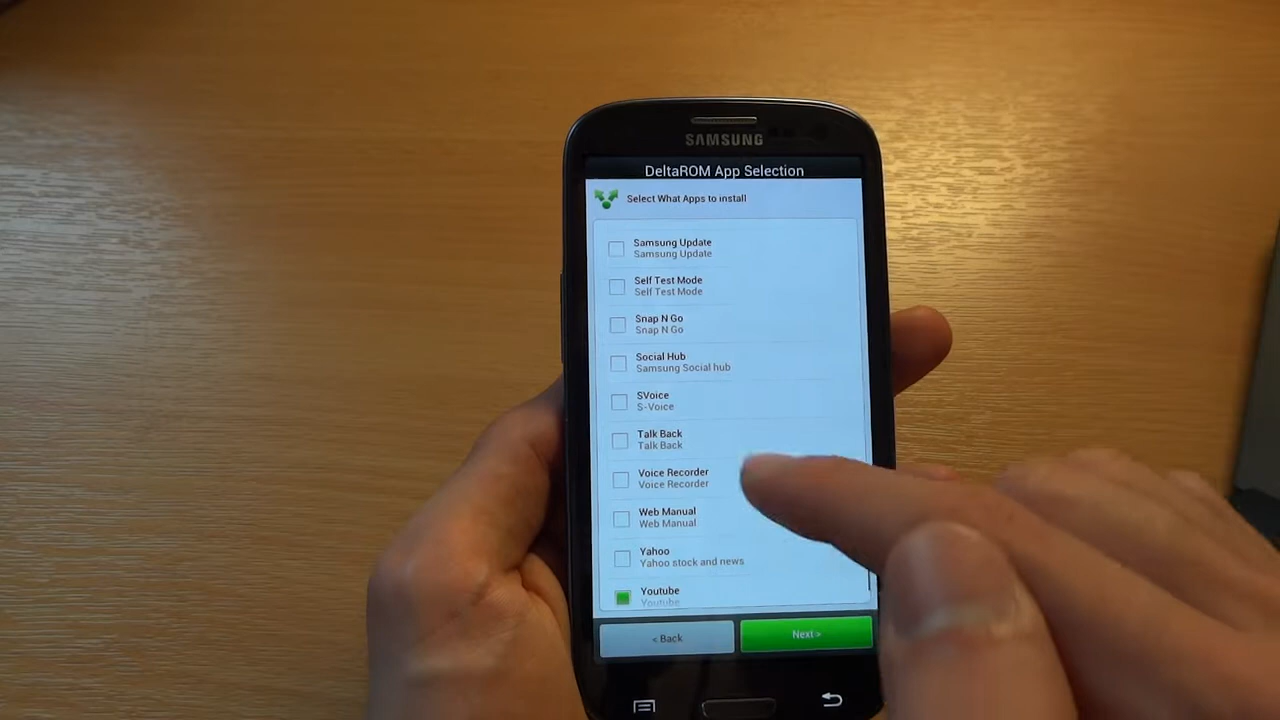 SAMSUNG
DeltaROM App Selection
Select What Apps to install
Samsung Update
Samsung Update
Self Test Mode
Self Test Mode
Snap N Go
Snap N Go
Social Hub
Samsung Social hub
SVoice
S-Voice
Talk Back
Talk Back
Voice Recorder
Voice Recorder
Web Manual
Web Manual
Yahoo
Yahoo stock and news
Youtube
Youtube
< Back
Next >